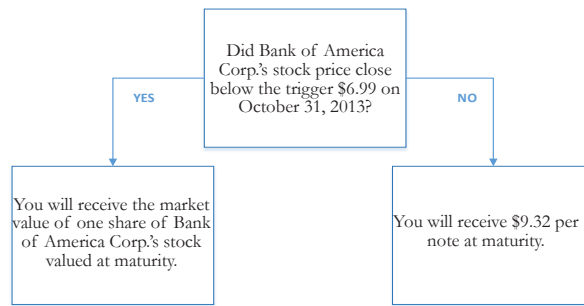 Did Bank of America
Corp.'s stock price close
below the trigger $6.99 on
October 31, 2013?
YES
NO
You will receive the market
value of one share of Bank
of America Corp.'s stock
valued at maturity.
You will receive $9.32 per
note at maturity.